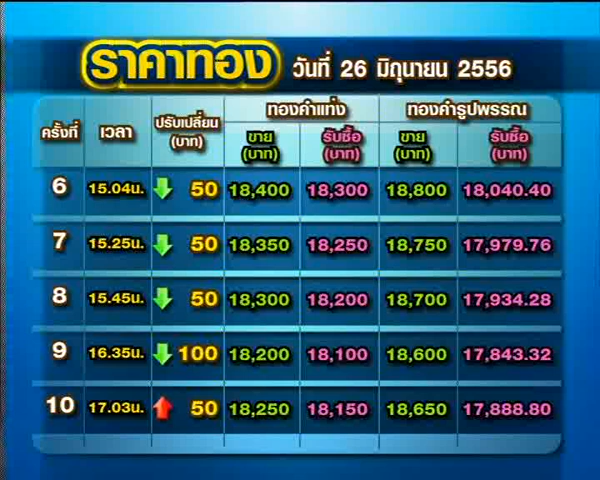 ราคาทอง วันที่ 26 มิถุนายน 2556
ครั้งที่ เวลา ปรับเปลี่ยน (บาท) ทองคำแท่ง ทองคำรูปพรรณ
ขาย (บาท) รับซื้อ (บาท) ขาย (บาท) รับซื้อ (บาท)
6 15.04น. 50 18,400 18,300 18,800 18,040.40
7 15.25น. 50 18,350 18,250 18,750 17,979.76
8 15.45น. 50 18,300 18,200 18,700 17,934.28
9 16.35น. 100 18,200 18,100 18,600 17,843.32
10 17.03น. 50 18,250 18,150 18,650 17,888.80